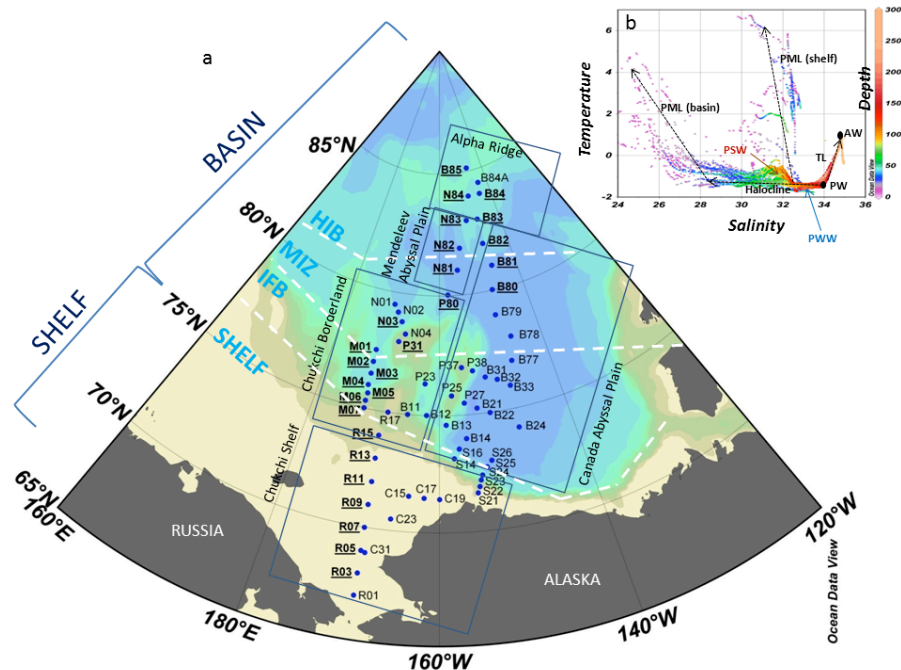 a
BASIN
SHELF
85°N
80°N
75°N
70°N
65°N
160°E
180°E
160°W
140°W
120°W
HIB
MIZ
IFB
SHELF
Alpha Ridge
Mendeleev
Abyssal Plain
Chukchi Boroerland
Canada Abyssal Plain
Chukchi Shelf
RUSSIA
ALASKA
Ocean Data View
B85
B84A
N84
B84
N83
B83
N82
B82
N81
B81
P80
B80
N01
N02
B79
N03
N04
B78
P31
M01
M02
P37
P38
B77
M03
B31
M04
P23
B32
B33
M05
P25
M06
P27
B21
M07
R17
B11
B12
B22
B13
B24
R15
B14
S16
S26
R13
S14
S25
S24
R11
S23
S22
C15
C17
C19
S21
R09
C23
R07
R05
C31
R03
R01
b
Temperature
6
4
2
0
-2
24
26
28
30
32
34
36
Salinity
PML (shelf)
PML (basin)
PSW
Halocline
TL
AW
PW
PWW
Depth
300
250
200
150
100
50
0
Ocean Data View